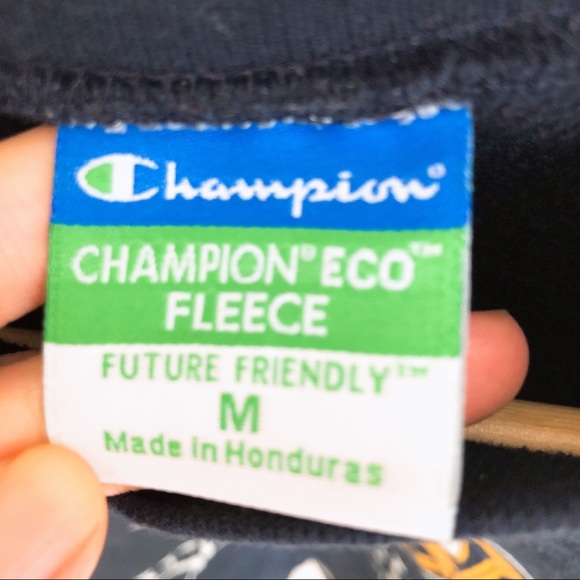 Champion®
CHAMPION® ECO™
FLEECE
FUTURE FRIENDLY™
M
Made in Honduras